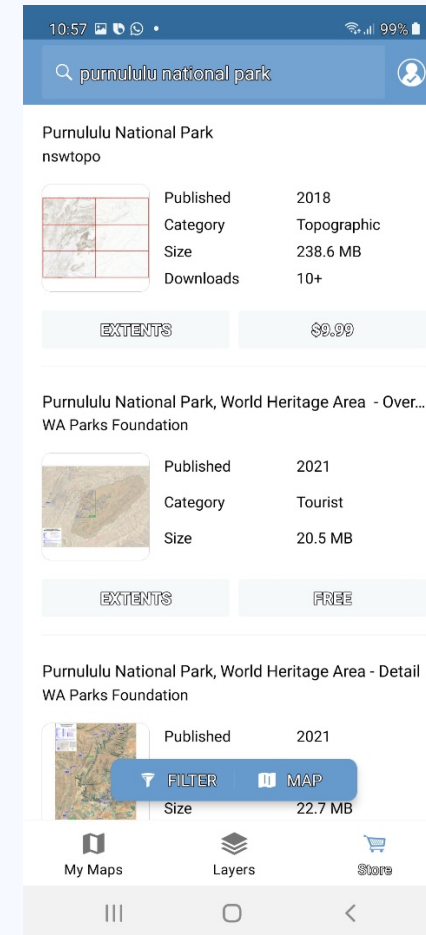 10:57 99%
purnululu national park
Purnululu National Park
nswtopo
Published 2018
Category Topographic
Size 238.6 MB
Downloads 10+
EXTENTS $9.99
Purnululu National Park, World Heritage Area - Over...
WA Parks Foundation
Published 2021
Category Tourist
Size 20.5 MB
EXTENTS FREE
Purnululu National Park, World Heritage Area - Detail
WA Parks Foundation
Published 2021
FILTER MAP
Size 22.7 MB
My Maps Layers Store